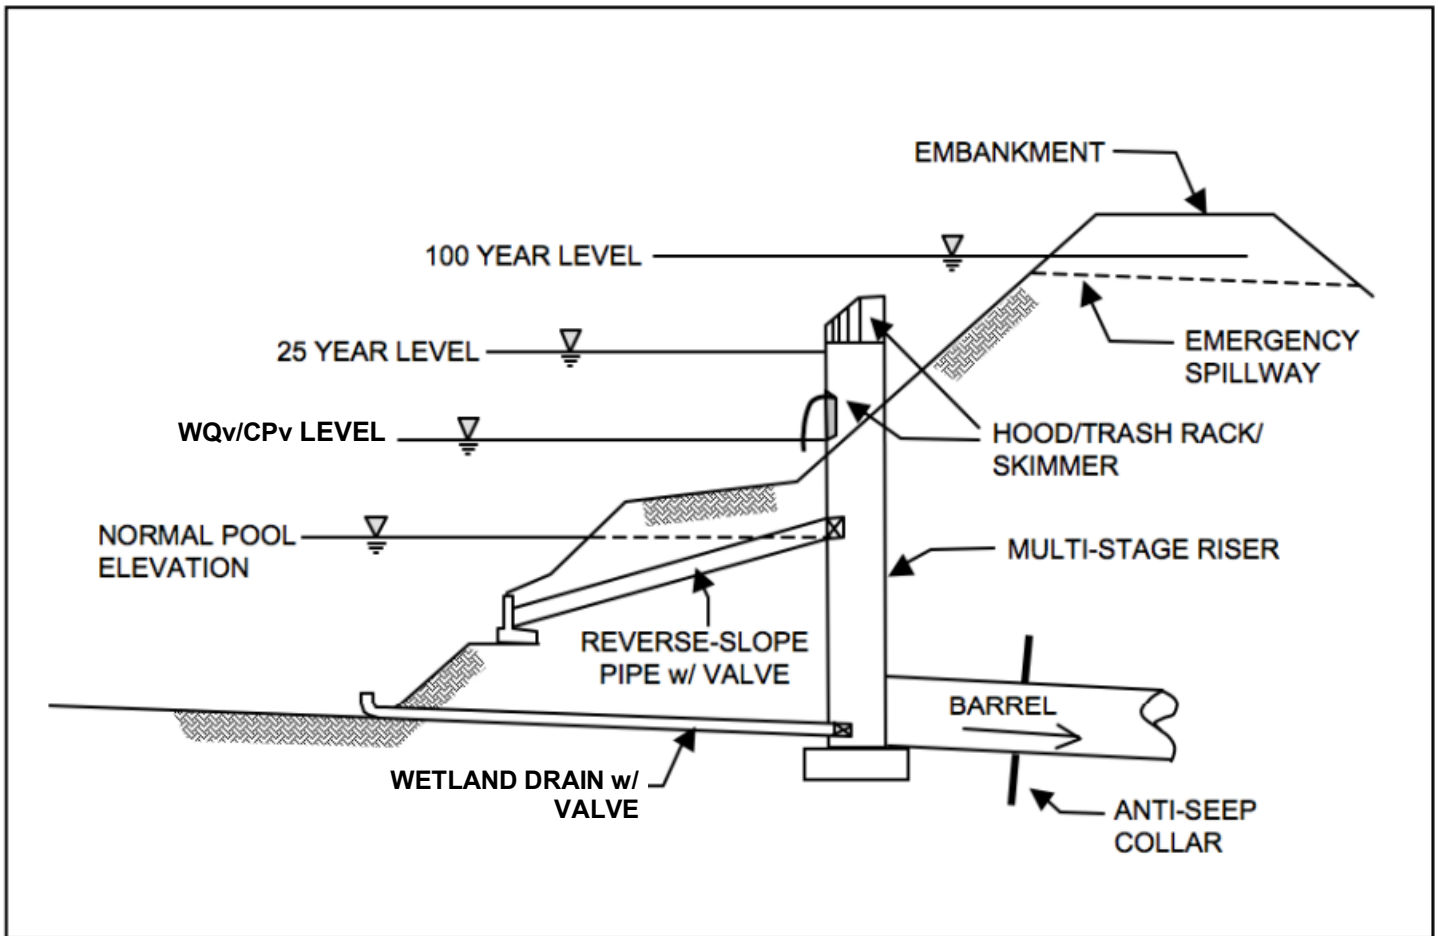 EMBANKMENT
100 YEAR LEVEL
25 YEAR LEVEL
EMERGENCY
SPILLWAY
WQv/CPv LEVEL
HOOD/TRASH RACK/
SKIMMER
NORMAL POOL
ELEVATION
MULTI-STAGE RISER
REVERSE-SLOPE
PIPE w/ VALVE
BARREL
WETLAND DRAIN w/
VALVE
ANTI-SEEP
COLLAR